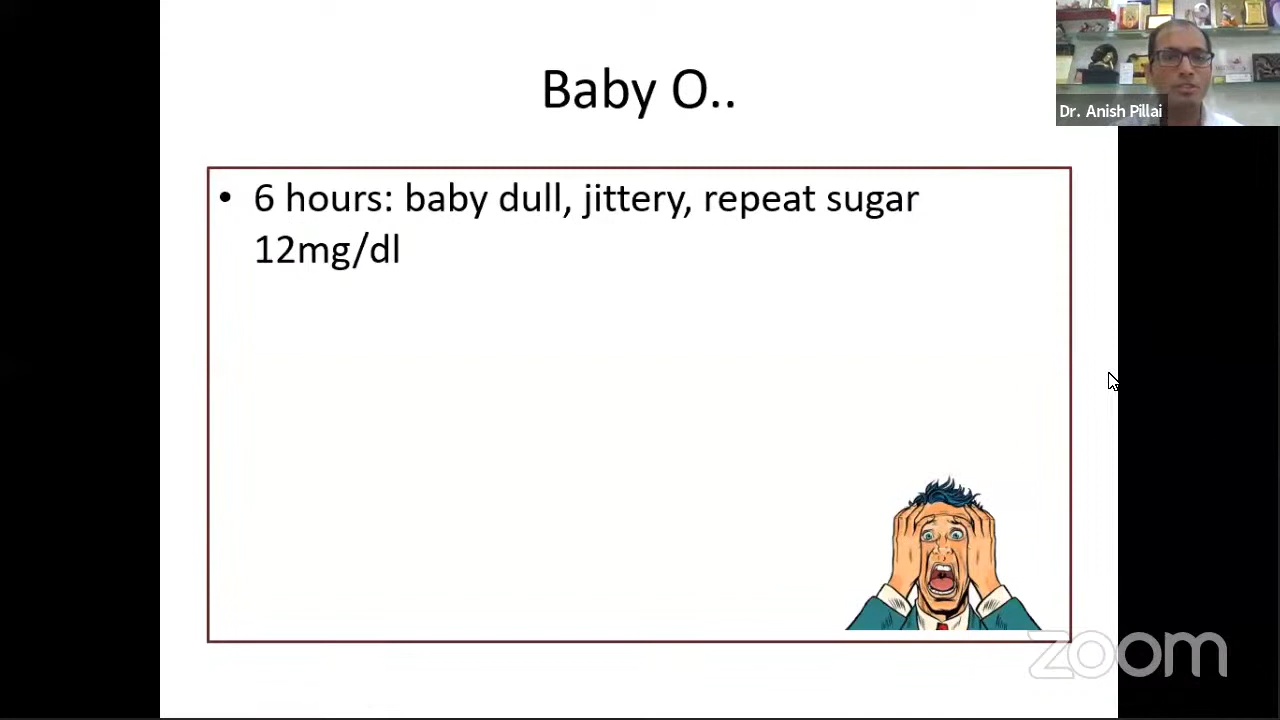 Baby O..
Dr. Anish Pillai
• 6 hours: baby dull, jittery, repeat sugar
12mg/dl
zoom